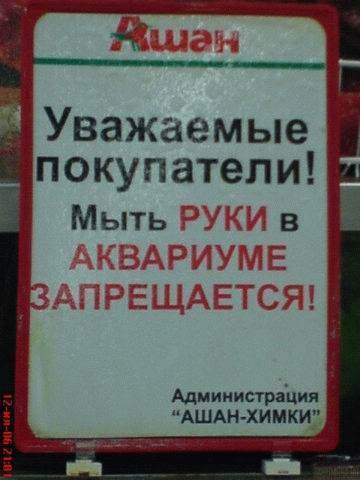 Ашан
Уважаемые
покупатели!
Мыть РУКИ в
АКВАРИУМЕ
ЗАПРЕЩАЕТСЯ!
Администрация
"АШАН-ХИМКИ"